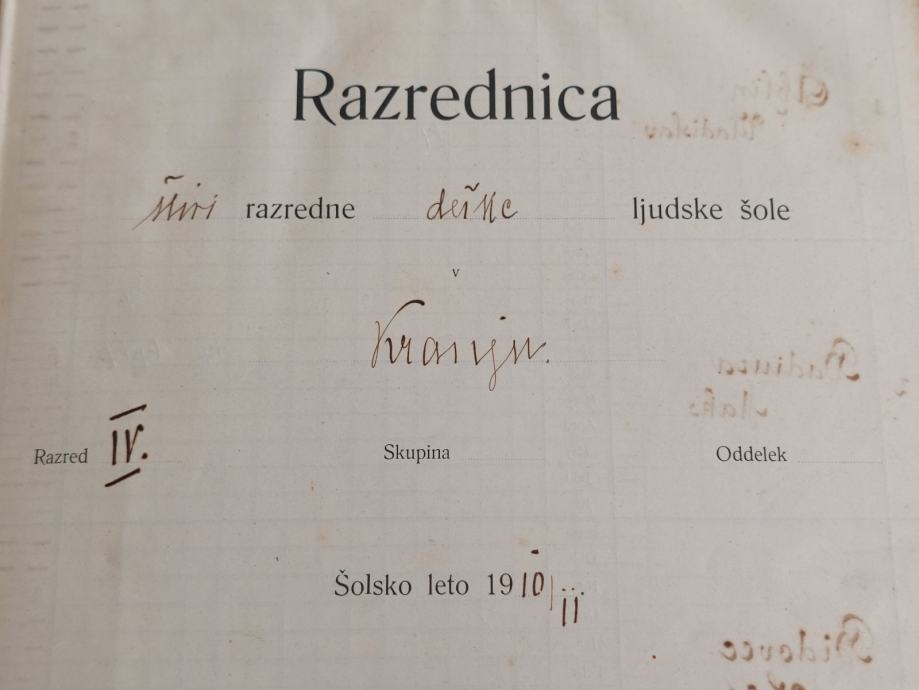 Razrednica
štiri razredne deške ljudske šole
v
Kranju.
Razred IV. Skupina Oddelek
Šolsko leto 1910/11